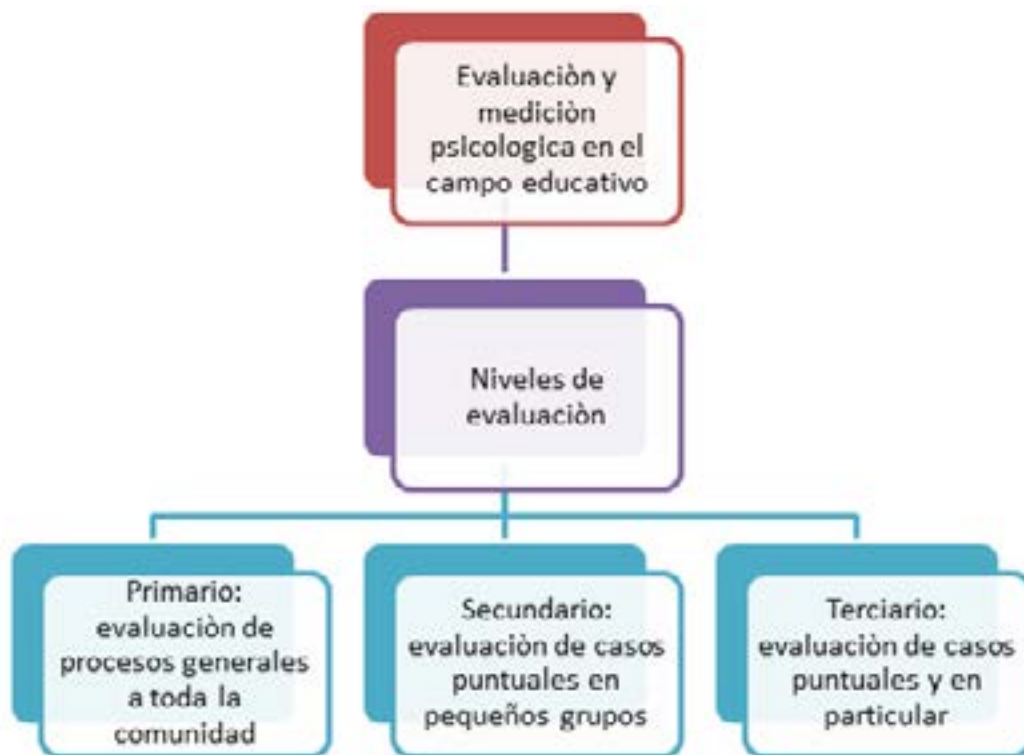 Evaluaciòn y
mediciòn
psicologica en el
campo educativo
Niveles de
evaluaciòn
Primario:
evaluaciòn de
procesos generales
a toda la
comunidad
Secundario:
evaluaciòn de casos
puntuales en
pequeños grupos
Terciario:
evaluaciòn de casos
puntuales y en
particular